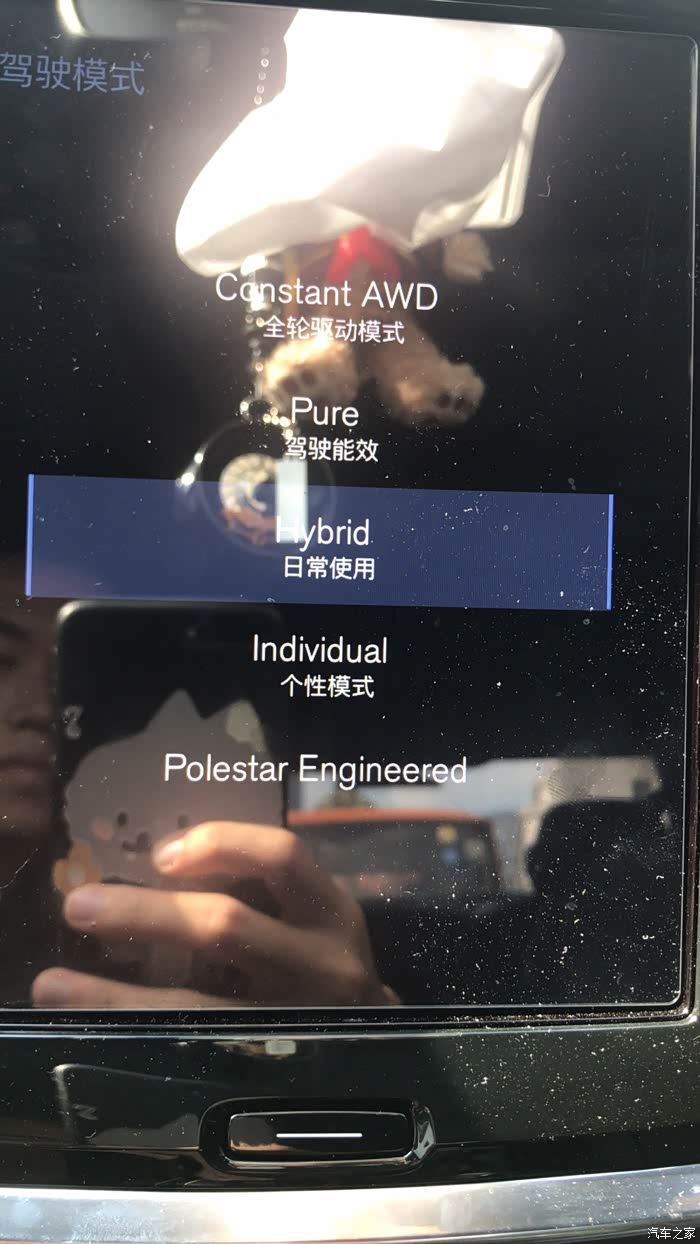 驾驶模式
Constant AWD
全轮驱动模式
Pure
驾驶能效
Hybrid
日常使用
Individual
个性模式
Polestar Engineered
汽车之家